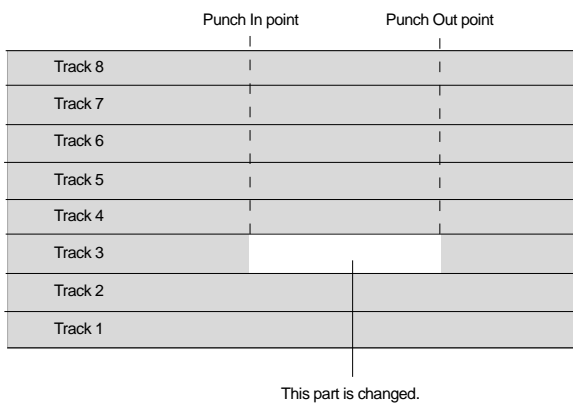 Punch In point Punch Out point
Track 8
Track 7
Track 6
Track 5
Track 4
Track 3
Track 2
Track 1
This part is changed.